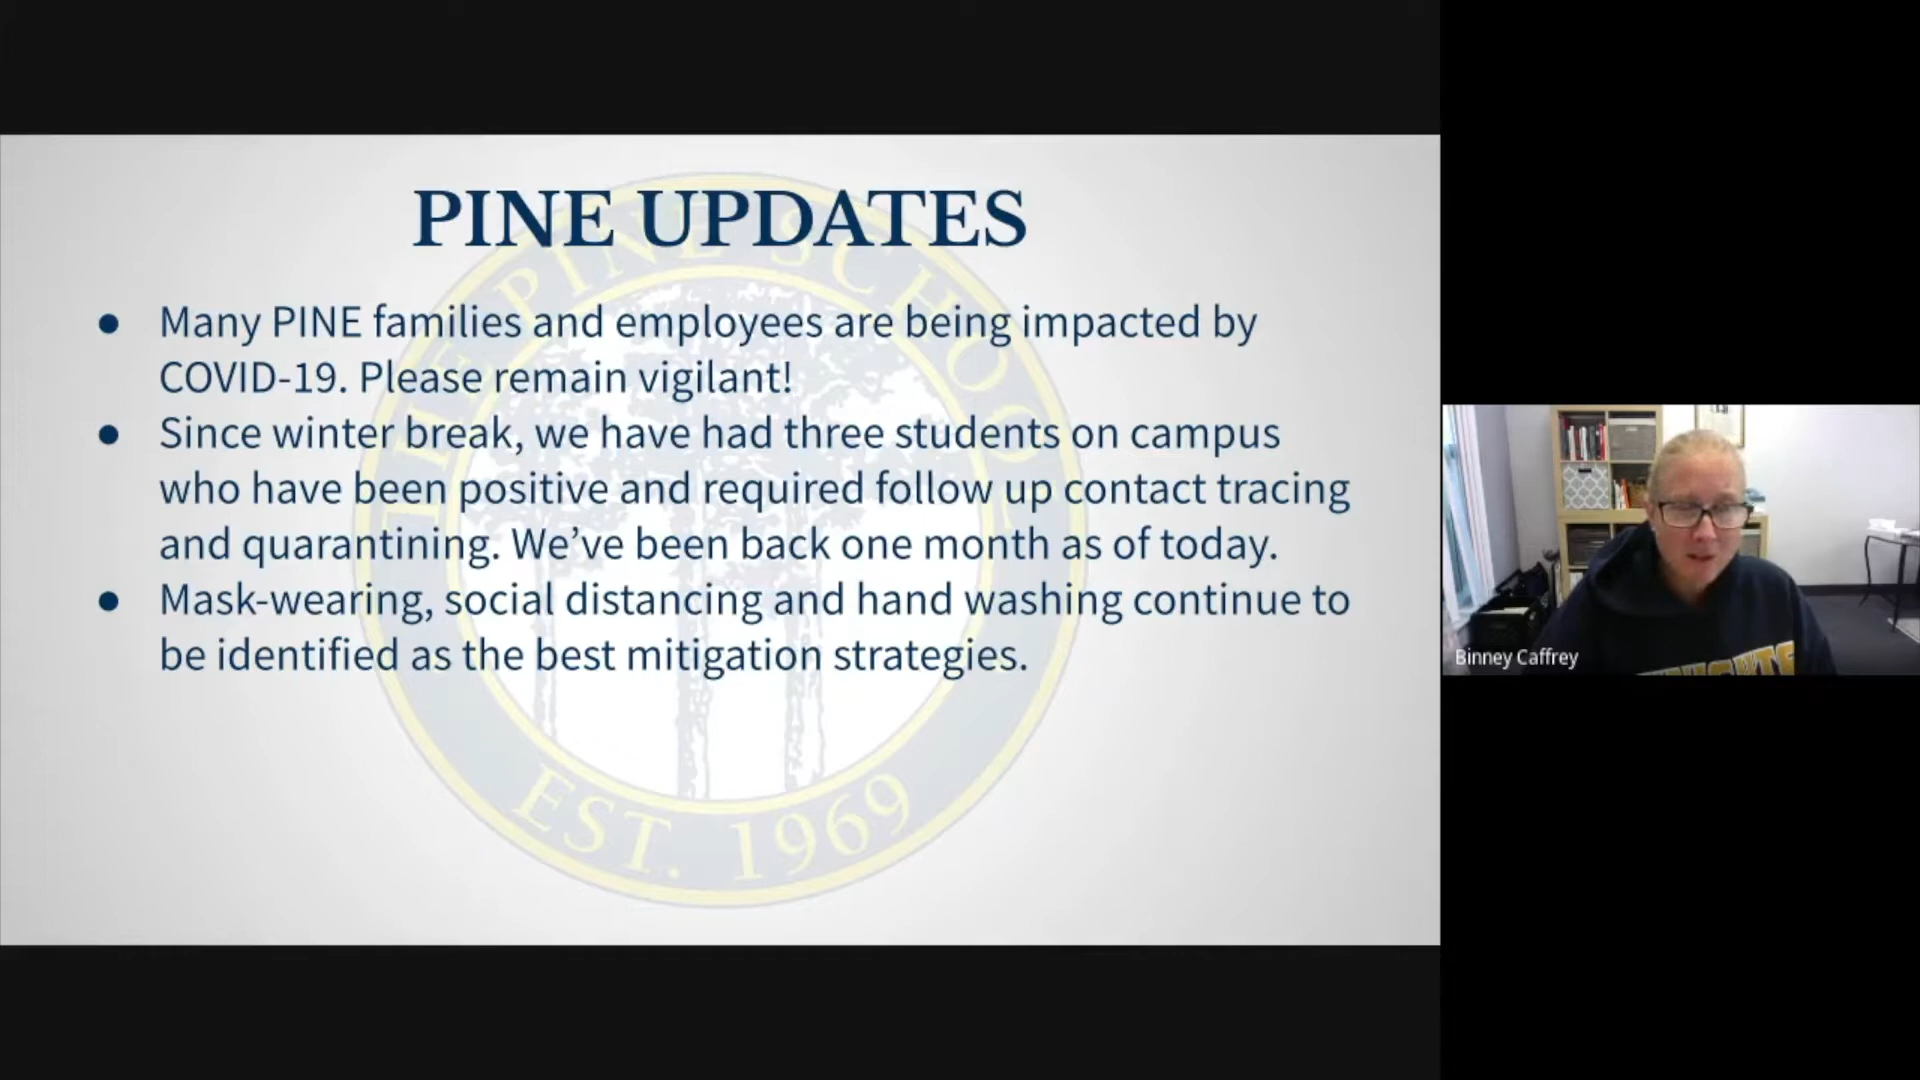 PINE UPDATES
● Many PINE families and employees are being impacted by
COVID-19. Please remain vigilant!
● Since winter break, we have had three students on campus
who have been positive and required follow up contact tracing
and quarantining. We’ve been back one month as of today.
● Mask-wearing, social distancing and hand washing continue to
be identified as the best mitigation strategies.
THE PINE SCHOOL
EST. 1969
Binney Caffrey